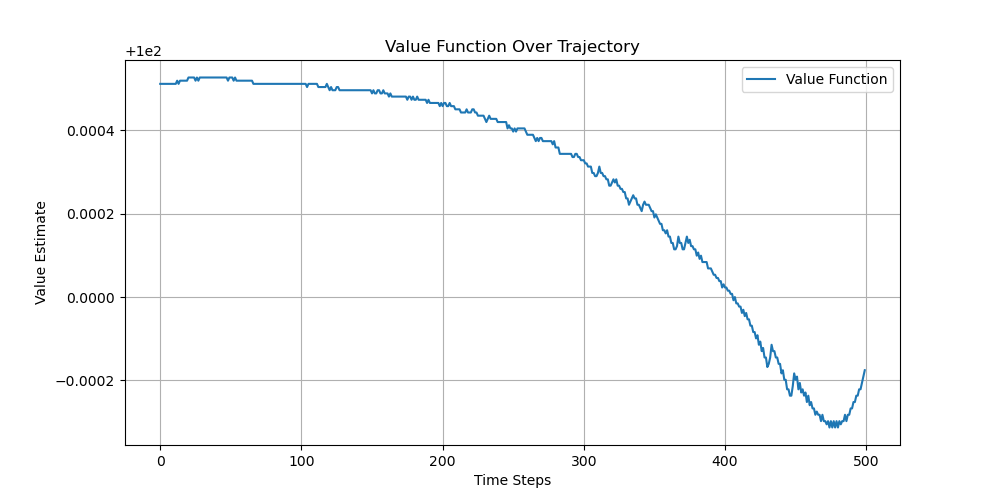 Value Function Over Trajectory
+1e2
Value Function
0.0004
0.0002
0.0000
−0.0002
Value Estimate
0 100 200 300 400 500
Time Steps